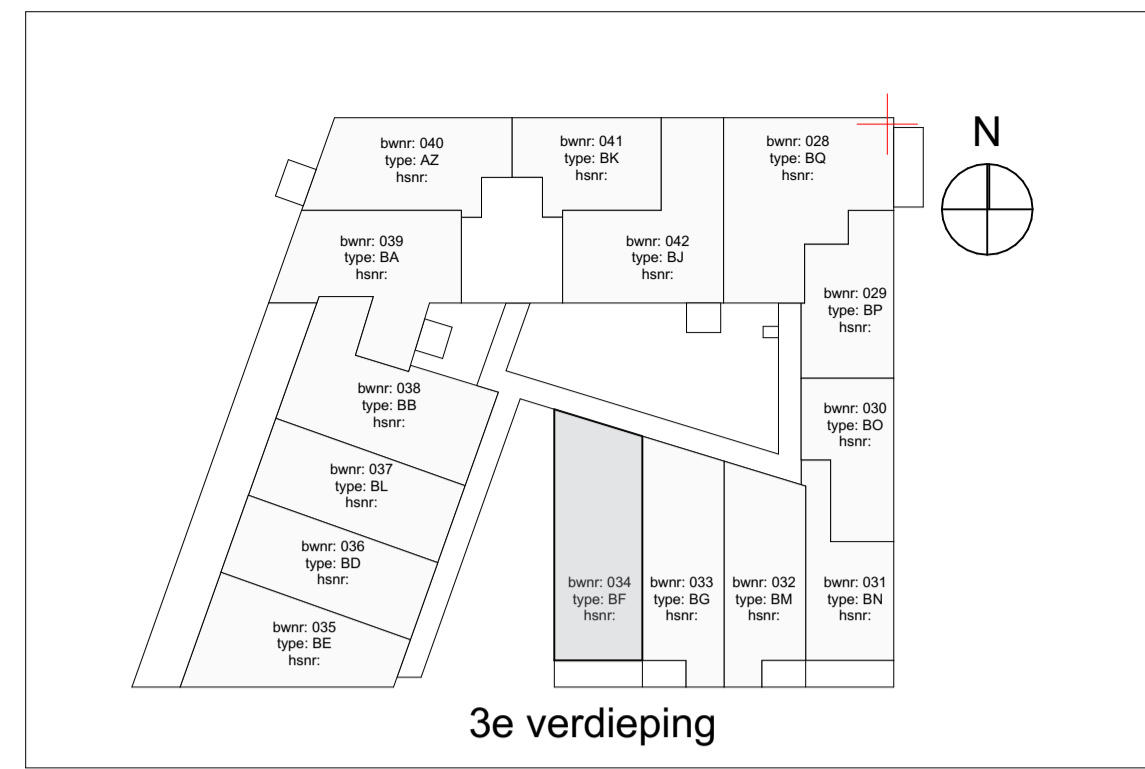 bwnr: 040
type: AZ
hsnr:
bwnr: 041
type: BK
hsnr:
bwnr: 028
type: BQ
hsnr:
N
bwnr: 039
type: BA
hsnr:
bwnr: 042
type: BJ
hsnr:
bwnr: 029
type: BP
hsnr:
bwnr: 038
type: BB
hsnr:
bwnr: 030
type: BO
hsnr:
bwnr: 037
type: BL
hsnr:
bwnr: 036
type: BD
hsnr:
bwnr: 034
type: BF
hsnr:
bwnr: 033
type: BG
hsnr:
bwnr: 032
type: BM
hsnr:
bwnr: 031
type: BN
hsnr:
bwnr: 035
type: BE
hsnr:
3e verdieping